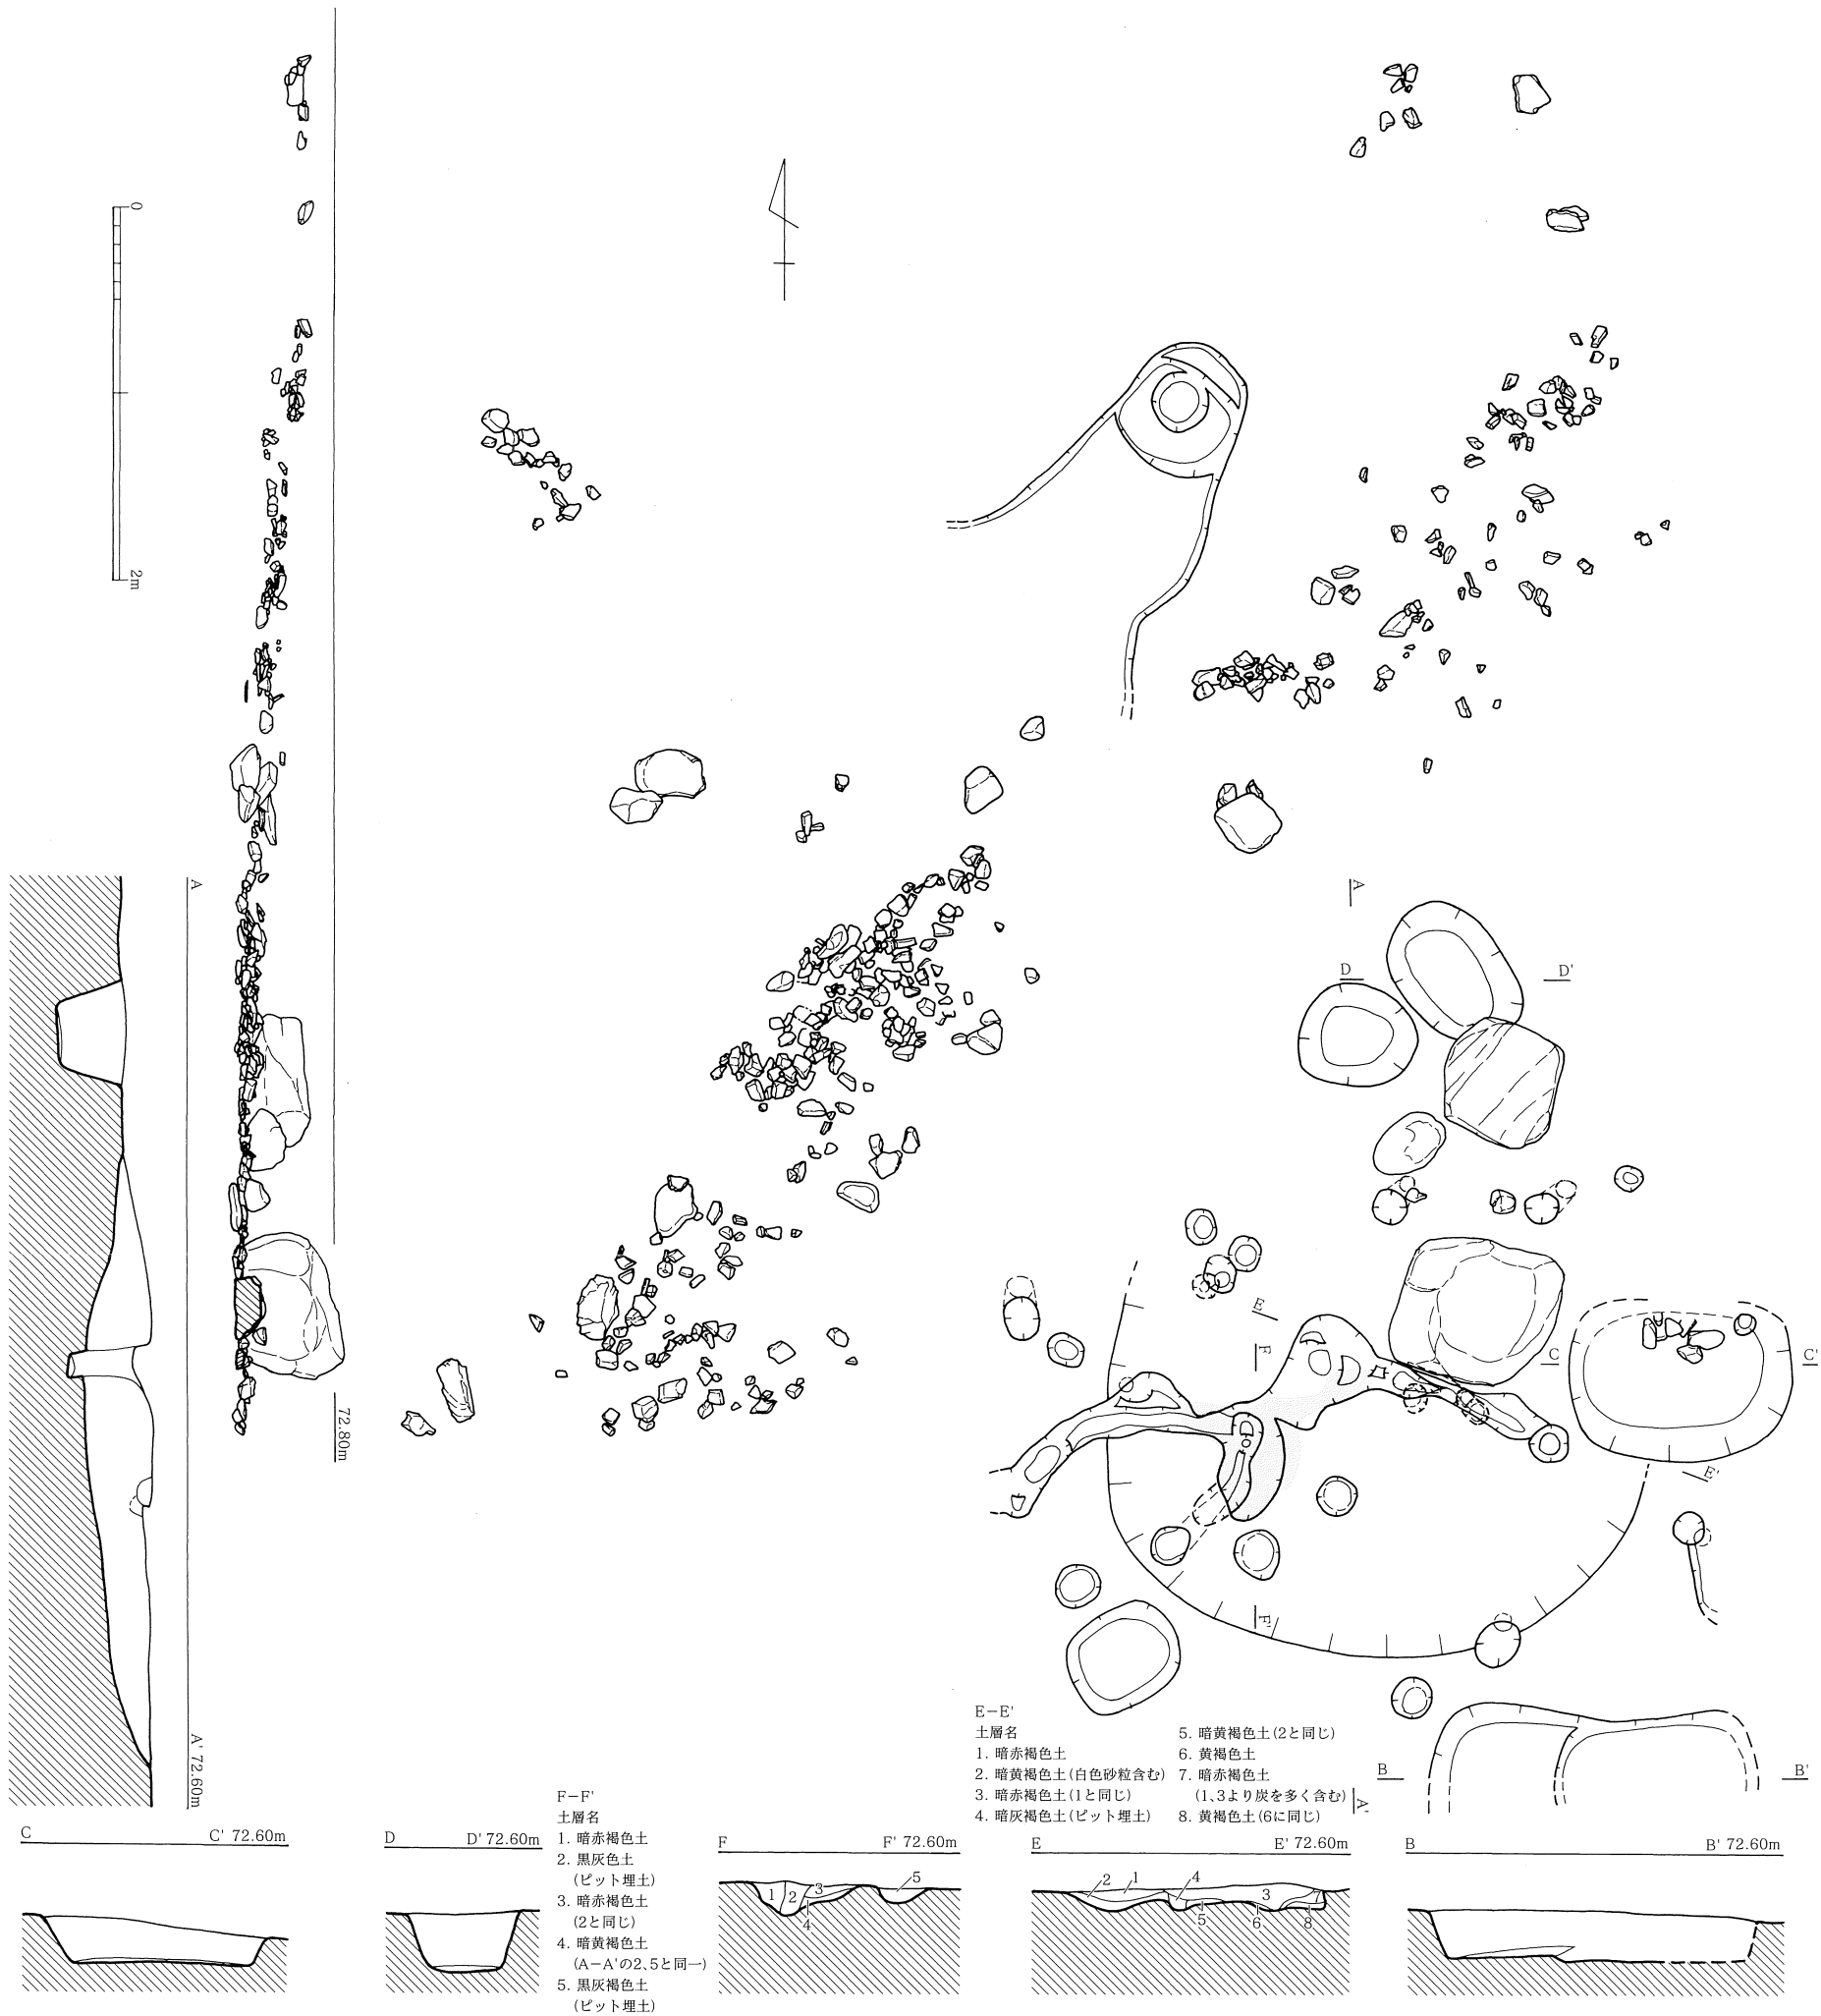 0
2m
A
A' 72.60m
72.80m
A
D
D'
E
F
C
C'
E'
F'
B
B'
A'
E−E'
土層名
1. 暗赤褐色土
2. 暗黄褐色土(白色砂粒含む)
3. 暗赤褐色土(1と同じ)
4. 暗灰褐色土(ピット埋土)
5. 暗黄褐色土(2と同じ)
6. 黄褐色土
7. 暗赤褐色土
(1、3より炭を多く含む)
8. 黄褐色土(6に同じ)
F−F'
土層名
1. 暗赤褐色土
2. 黒灰色土
(ピット埋土)
3. 暗赤褐色土
(2と同じ)
4. 暗黄褐色土
(A−A'の2、5と同一)
5. 黒灰褐色土
(ピット埋土)
C
C' 72.60m
D
D' 72.60m
F
F' 72.60m
1
2
3
4
5
E
E' 72.60m
2
1
4
3
5
6
8
B
B' 72.60m